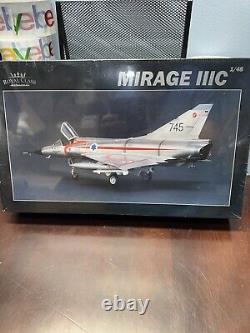 ROYAL CLASS
1/48
MIRAGE IIIC
745